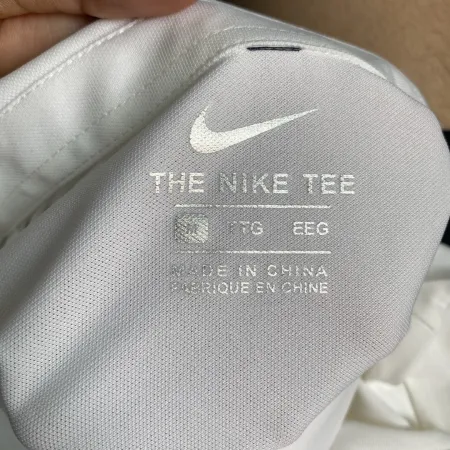 THE NIKE TEE
TTG EEG
MADE IN CHINA
FABRIQUE EN CHINE